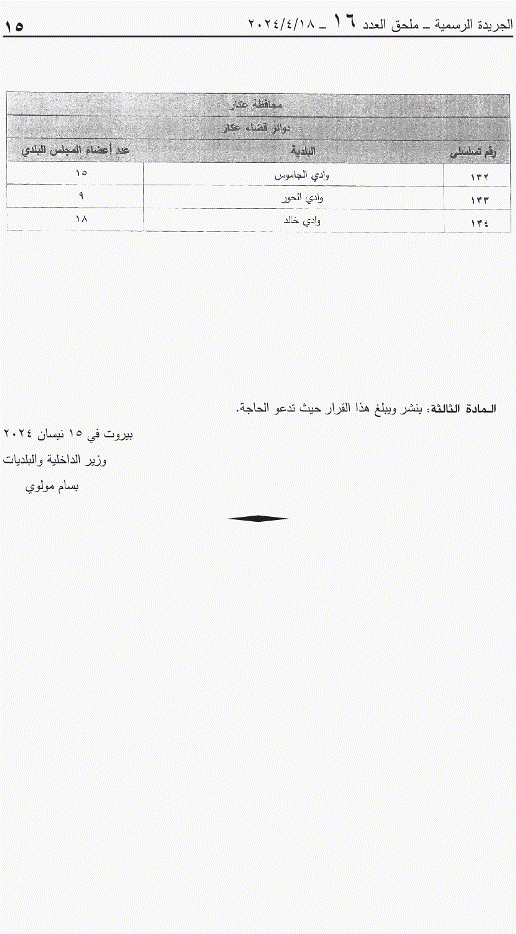 الجريدة الرسمية ــ ملحق العدد ١٦ ــ ٢٠٢٤/٤/١٨ ١٥
محافظة عكار
دوائر قضاء عكار
رقم تسلسلي البلدية عدد أعضاء المجلس البلدي
١٣٢ وادي الجاموس ١٥
١٣٣ وادي الحور ٩
١٣٤ وادي خالد ١٨
المادة الثالثة: ينشر ويبلغ هذا القرار حيث تدعو الحاجة.
بيروت في ١٥ نيسان ٢٠٢٤
وزير الداخلية والبلديات
بسام مولوي